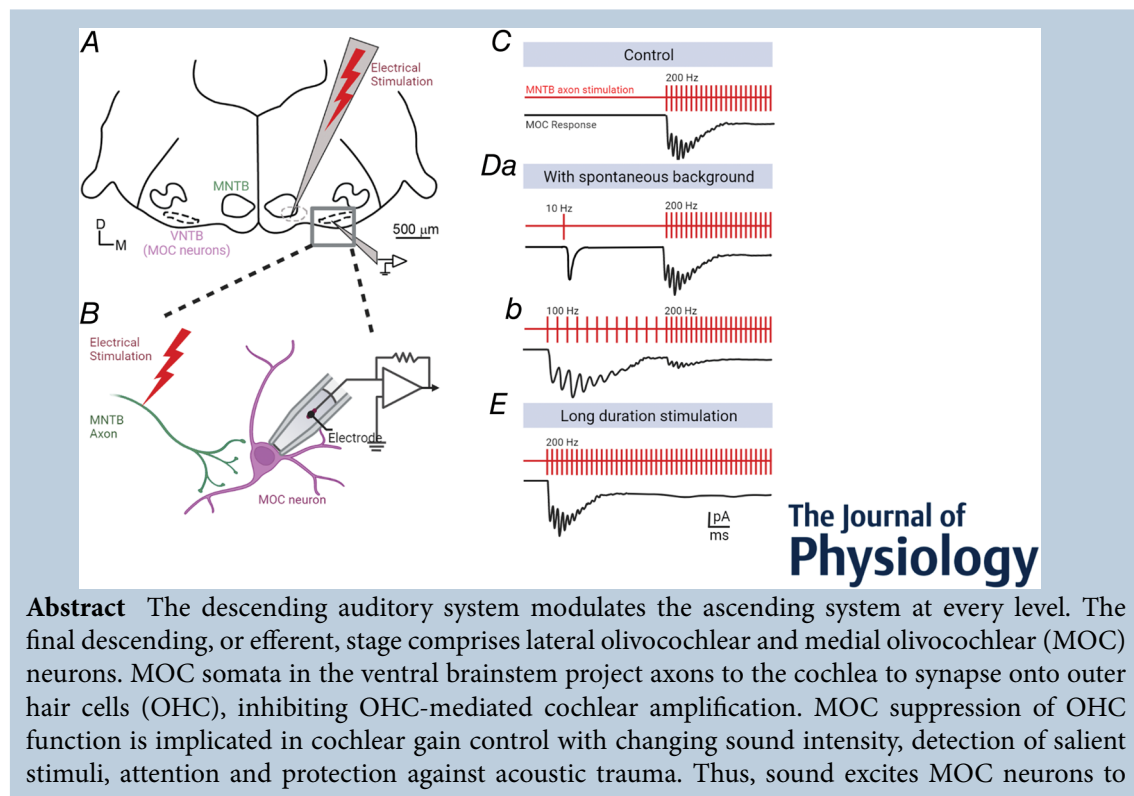 A
Electrical
Stimulation
MNTB
D
M
VNTB
(MOC neurons)
500 μm
B
Electrical
Stimulation
MNTB
Axon
Electrode
MOC neuron
C
Control
200 Hz
MNTB axon stimulation
MOC Response
Da
With spontaneous background
10 Hz
200 Hz
b
100 Hz
200 Hz
E
Long duration stimulation
200 Hz
pA
ms
The Journal of
Physiology
Abstract The descending auditory system modulates the ascending system at every level. The
final descending, or efferent, stage comprises lateral olivocochlear and medial olivocochlear (MOC)
neurons. MOC somata in the ventral brainstem project axons to the cochlea to synapse onto outer
hair cells (OHC), inhibiting OHC-mediated cochlear amplification. MOC suppression of OHC
function is implicated in cochlear gain control with changing sound intensity, detection of salient
stimuli, attention and protection against acoustic trauma. Thus, sound excites MOC neurons to